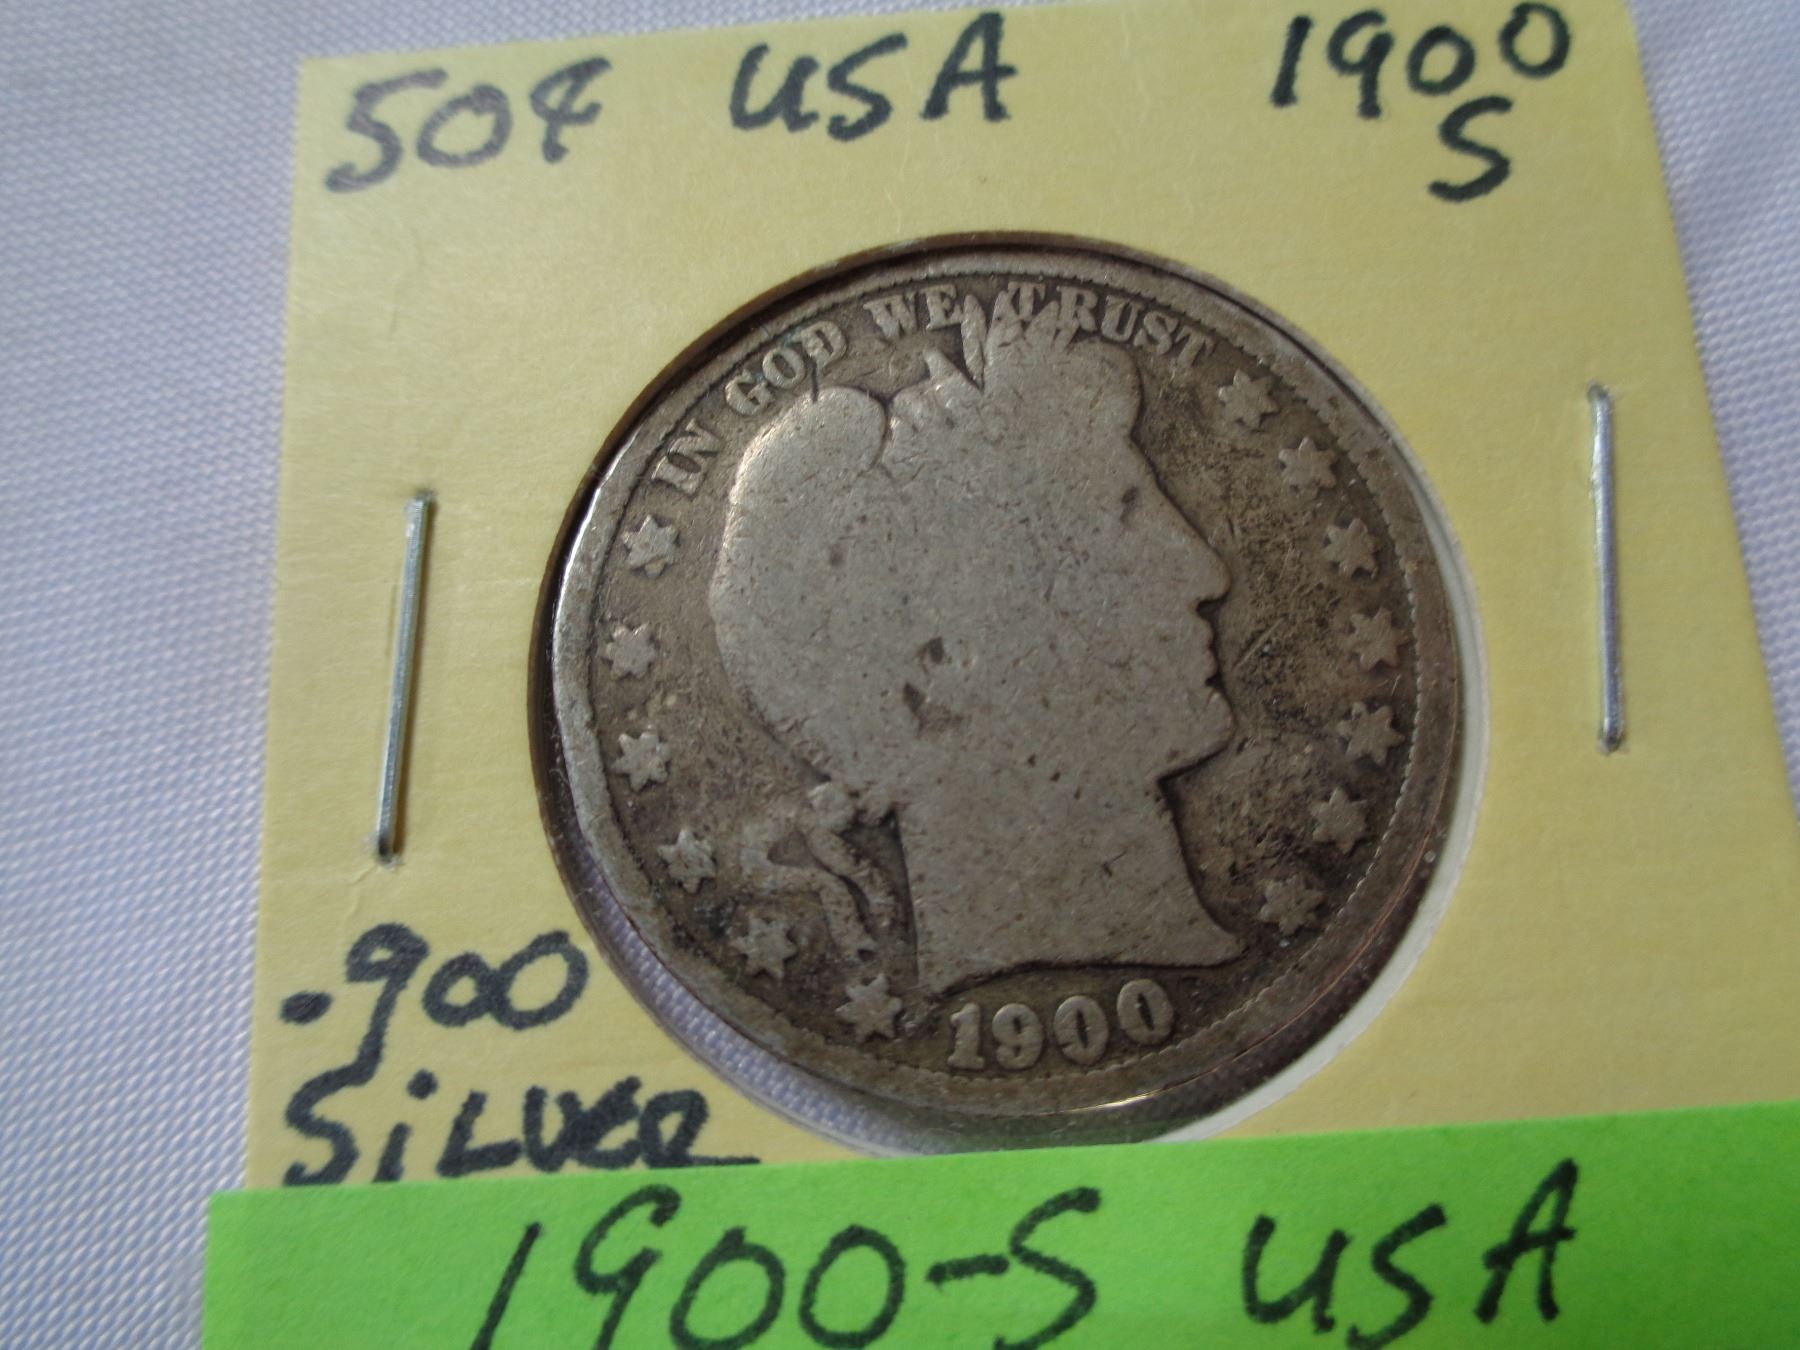 50¢ USA 1900
S
IN GOD WE TRUST
1900
.900
SiLVER
1900-S USA